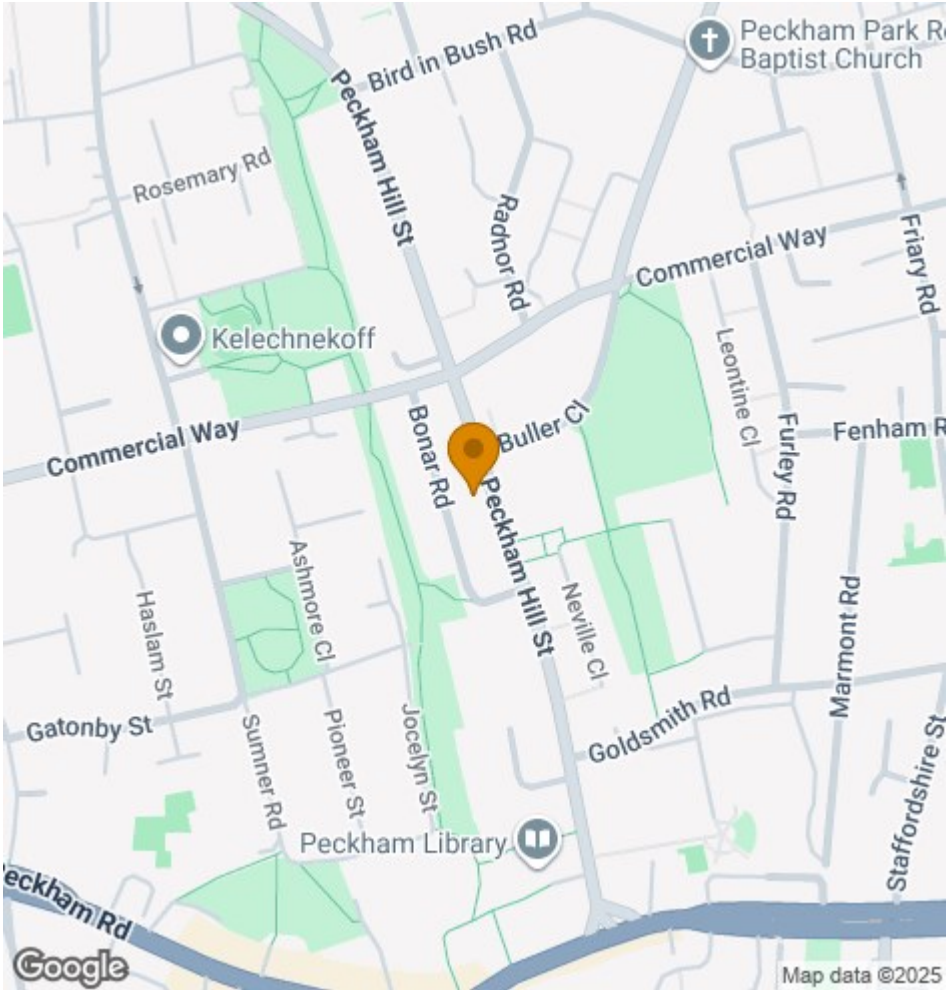 Peckham Park R
Baptist Church
Bird in Bush Rd
Peckham Hill St
Rosemary Rd
Radnor Rd
Friary Rd
Commercial Way
Kelechnekoff
Leontine Cl
Buller Cl
Bonar Rd
Furley Rd
Fenham R
Commercial Way
Peckham Hill St
Ashmore Cl
Haslam St
Neville Cl
Marmont Rd
Gatonby St
Sumner Rd
Pioneer St
Jocelyn St
Goldsmith Rd
Staffordshire St
Peckham Library
eckham Rd
Google
Map data ©2025